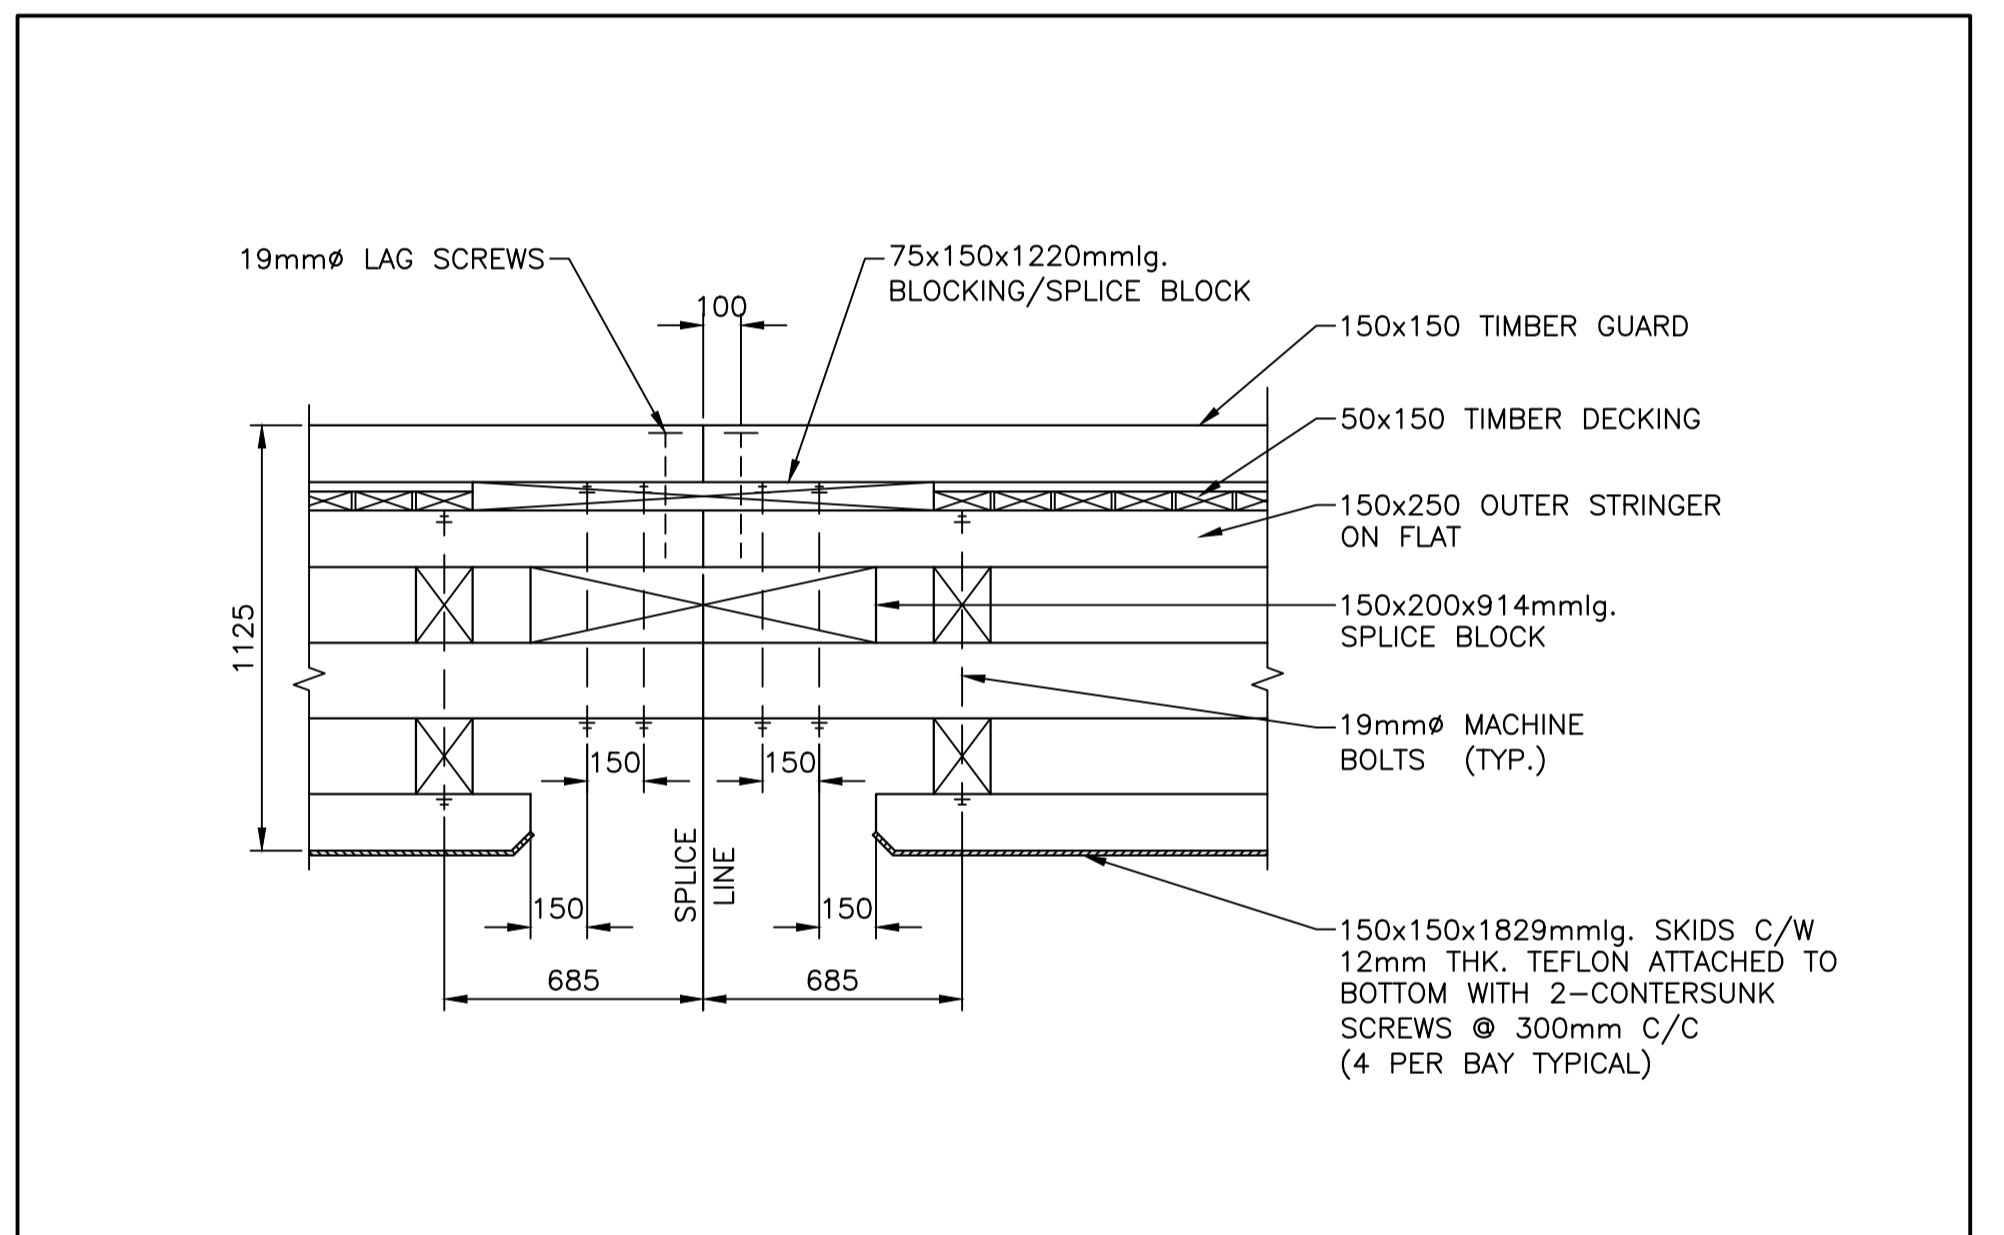 19mmø LAG SCREWS
75x150x1220mmlg.
BLOCKING/SPLICE BLOCK
100
150x150 TIMBER GUARD
50x150 TIMBER DECKING
150x250 OUTER STRINGER
ON FLAT
150x200x914mmlg.
SPLICE BLOCK
1125
19mmø MACHINE
BOLTS (TYP.)
150
150
SPLICE
LINE
150
150
685
685
150x150x1829mmlg. SKIDS C/W
12mm THK. TEFLON ATTACHED TO
BOTTOM WITH 2-CONTERSUNK
SCREWS @ 300mm C/C
(4 PER BAY TYPICAL)